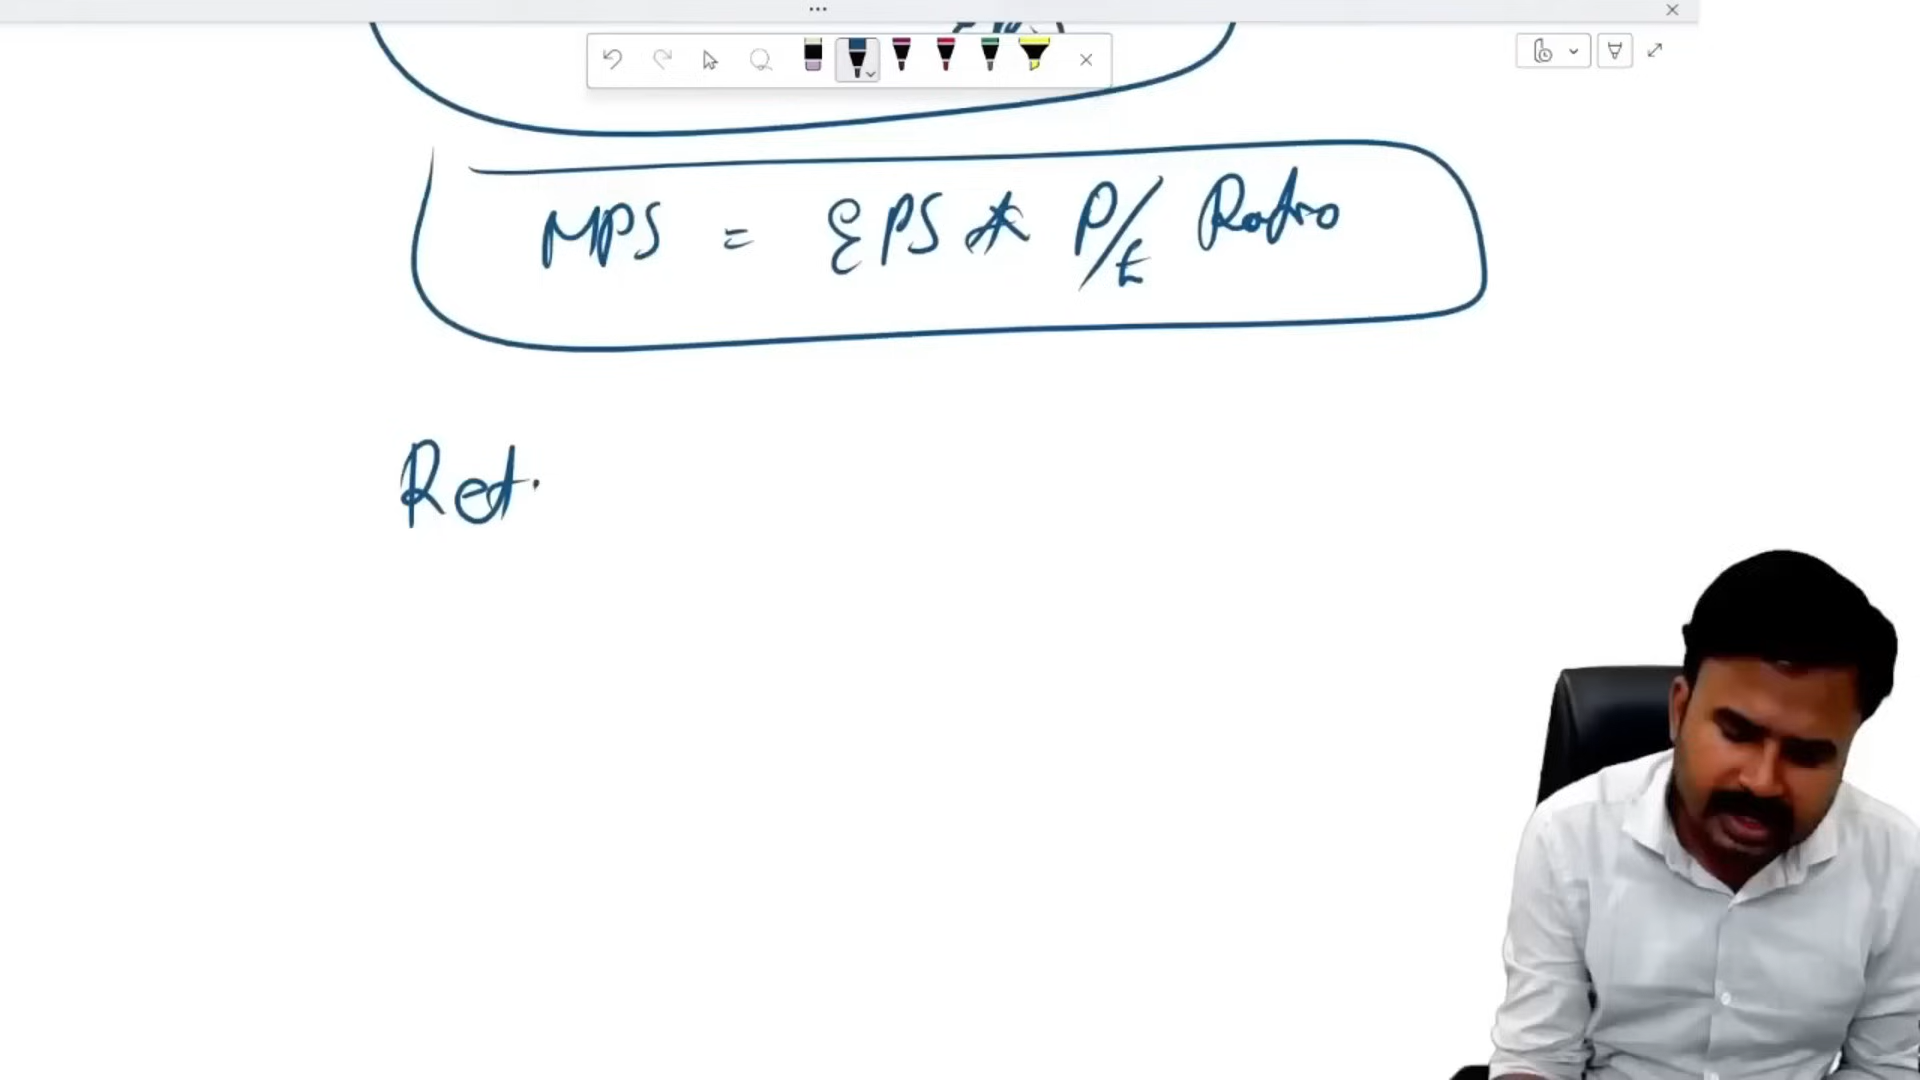 MPS = EPS * P/E Ratio
Ret